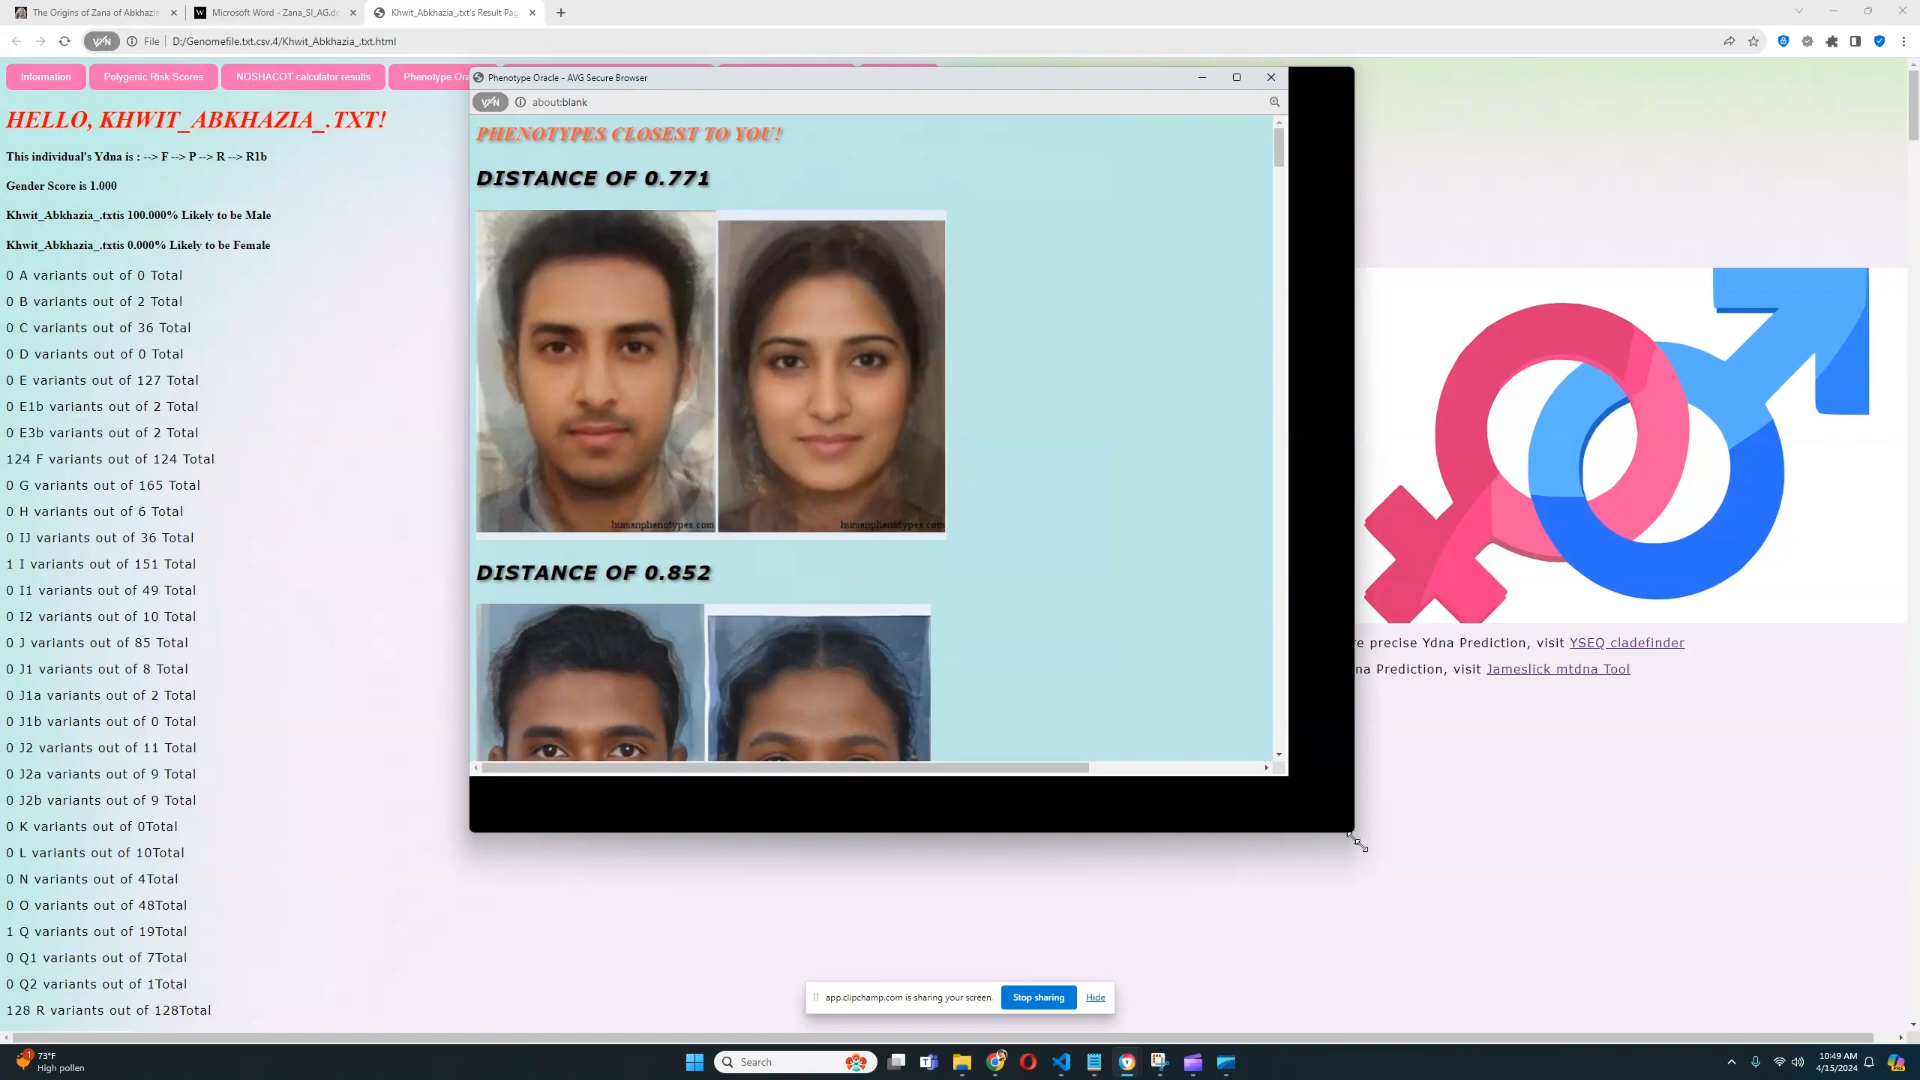 The Origins of Zana of Abkhazia
Microsoft Word - Zana_SI_AG.do
Khwit_Abkhazia_.txt's Result Pag
File
D:/Genomefile.txt.csv.4/Khwit_Abkhazia_.txt.html
Information
Polygenic Risk Scores
NOSHACOT calculator results
Phenotype Ora
HELLO, KHWIT_ABKHAZIA_.TXT!
This individual's Ydna is : --> F --> P --> R --> R1b
Gender Score is 1.000
Khwit_Abkhazia_.txtis 100.000% Likely to be Male
Khwit_Abkhazia_.txtis 0.000% Likely to be Female
0 A variants out of 0 Total
0 B variants out of 2 Total
0 C variants out of 36 Total
0 D variants out of 0 Total
0 E variants out of 127 Total
0 E1b variants out of 2 Total
0 E3b variants out of 2 Total
124 F variants out of 124 Total
0 G variants out of 165 Total
0 H variants out of 6 Total
0 IJ variants out of 36 Total
1 I variants out of 151 Total
0 I1 variants out of 49 Total
0 I2 variants out of 10 Total
0 J variants out of 85 Total
0 J1 variants out of 8 Total
0 J1a variants out of 2 Total
0 J1b variants out of 0 Total
0 J2 variants out of 11 Total
0 J2a variants out of 9 Total
0 J2b variants out of 9 Total
0 K variants out of 0Total
0 L variants out of 10Total
0 N variants out of 4Total
0 O variants out of 48Total
1 Q variants out of 19Total
0 Q1 variants out of 7Total
0 Q2 variants out of 1Total
128 R variants out of 128Total
Phenotype Oracle - AVG Secure Browser
VPN
about:blank
PHENOTYPES CLOSEST TO YOU!
DISTANCE OF 0.771
humanphenotypes.com
humanphenotypes.com
DISTANCE OF 0.852
re precise Ydna Prediction, visit YSEQ cladefinder
na Prediction, visit Jameslick mtdna Tool
app.clipchamp.com is sharing your screen.
Stop sharing
Hide
1
73°F
High pollen
Search
10:49 AM
4/15/2024